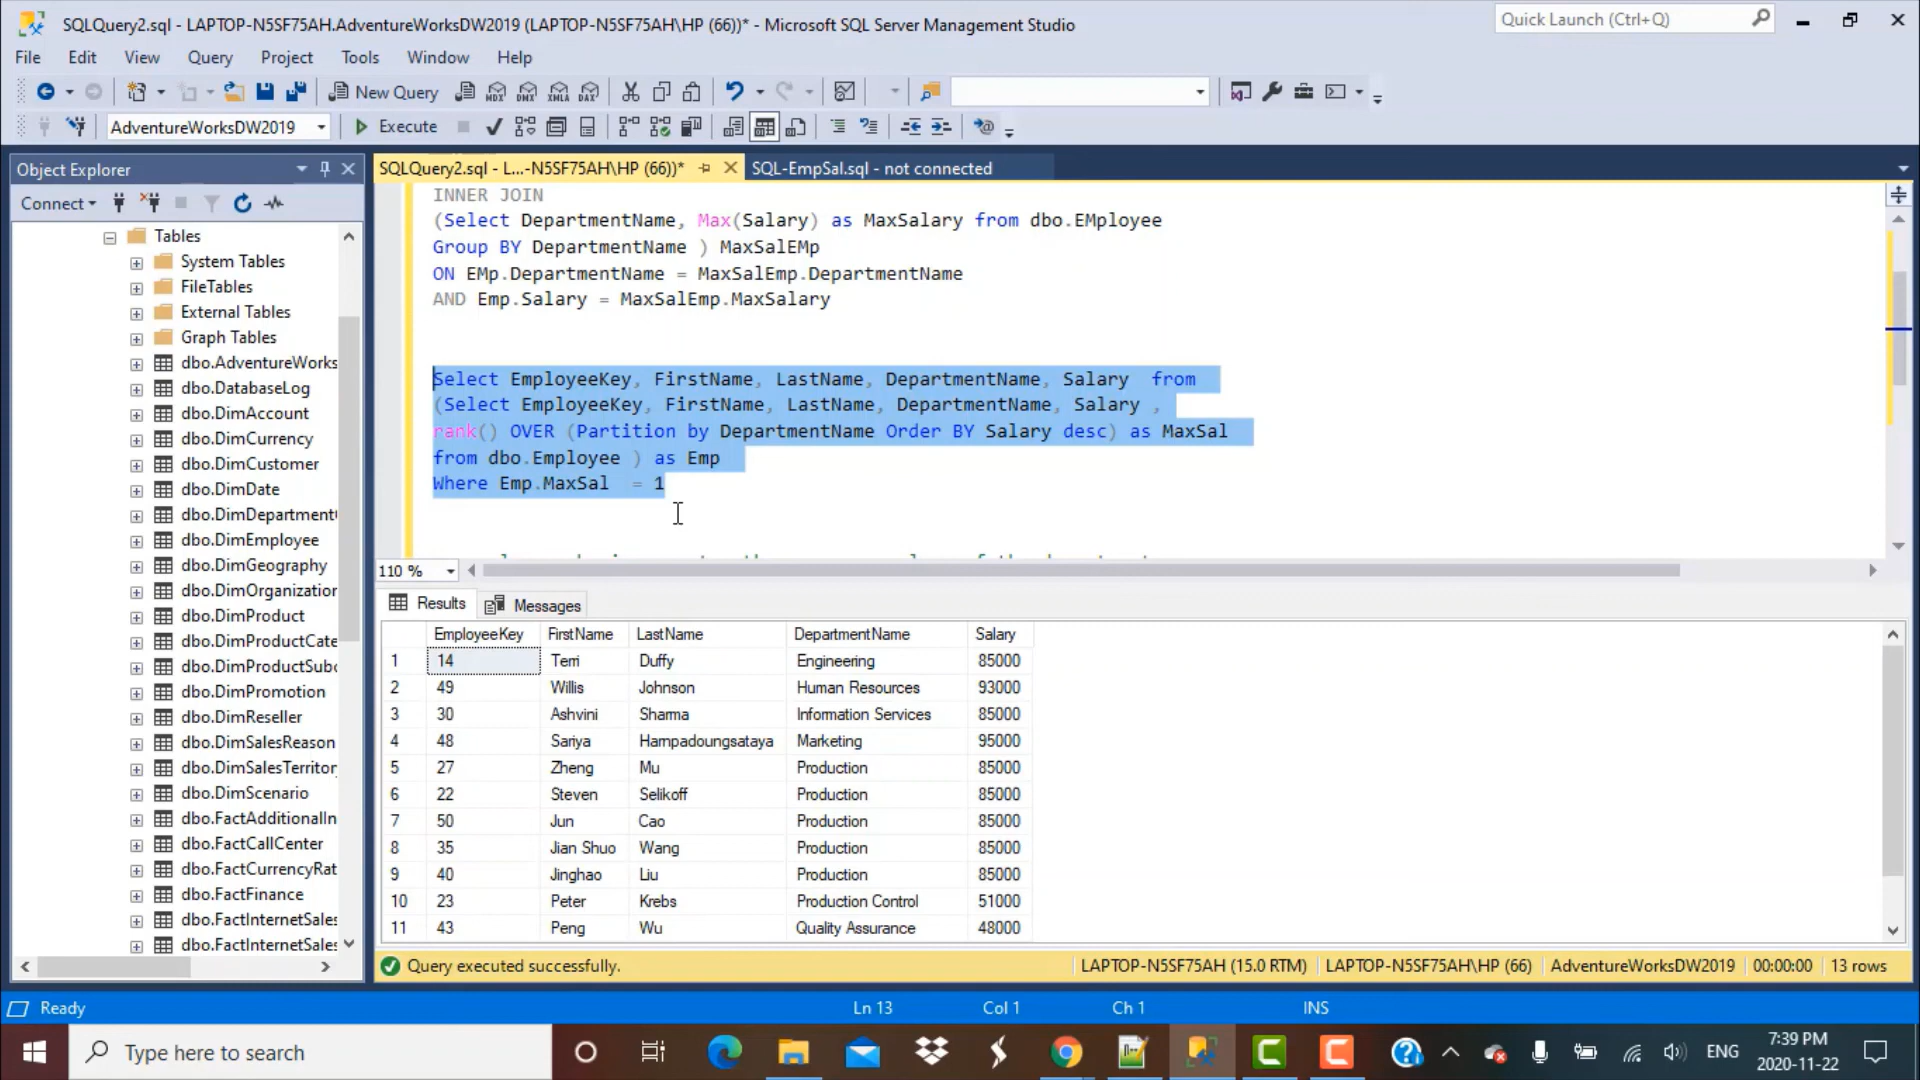 SQLQuery2.sql - LAPTOP-N5SF75AH.AdventureWorksDW2019 (LAPTOP-N5SF75AH\HP (66))* - Microsoft SQL Server Management Studio
Quick Launch (Ctrl+Q)
File Edit View Query Project Tools Window Help
New Query
AdventureWorksDW2019 Execute
Object Explorer
Connect
Tables
System Tables
FileTables
External Tables
Graph Tables
dbo.AdventureWorks
dbo.DatabaseLog
dbo.DimAccount
dbo.DimCurrency
dbo.DimCustomer
dbo.DimDate
dbo.DimDepartment
dbo.DimEmployee
dbo.DimGeography
dbo.DimOrganization
dbo.DimProduct
dbo.DimProductCate
dbo.DimProductSub
dbo.DimPromotion
dbo.DimReseller
dbo.DimSalesReason
dbo.DimSalesTerritor
dbo.DimScenario
dbo.FactAdditionalIn
dbo.FactCallCenter
dbo.FactCurrencyRat
dbo.FactFinance
dbo.FactInternetSales
dbo.FactInternetSales
SQLQuery2.sql - L...-N5SF75AH\HP (66))* SQL-EmpSal.sql - not connected
INNER JOIN
(Select DepartmentName, Max(Salary) as MaxSalary from dbo.EMployee
Group BY DepartmentName ) MaxSalEMp
ON EMp.DepartmentName = MaxSalEmp.DepartmentName
AND Emp.Salary = MaxSalEmp.MaxSalary
Select EmployeeKey, FirstName, LastName, DepartmentName, Salary from
(Select EmployeeKey, FirstName, LastName, DepartmentName, Salary ,
rank() OVER (Partition by DepartmentName Order BY Salary desc) as MaxSal
from dbo.Employee ) as Emp
Where Emp.MaxSal = 1
110 %
Results Messages
EmployeeKey FirstName LastName DepartmentName Salary
1 14 Terri Duffy Engineering 85000
2 49 Willis Johnson Human Resources 93000
3 30 Ashvini Sharma Information Services 85000
4 48 Sariya Harnpadoungsataya Marketing 95000
5 27 Zheng Mu Production 85000
6 22 Steven Selikoff Production 85000
7 50 Jun Cao Production 85000
8 35 Jian Shuo Wang Production 85000
9 40 Jinghao Liu Production 85000
10 23 Peter Krebs Production Control 51000
11 43 Peng Wu Quality Assurance 48000
Query executed successfully. LAPTOP-N5SF75AH (15.0 RTM) LAPTOP-N5SF75AH\HP (66) AdventureWorksDW2019 00:00:00 13 rows
Ready Ln 13 Col 1 Ch 1 INS
Type here to search
ENG
7:39 PM
2020-11-22